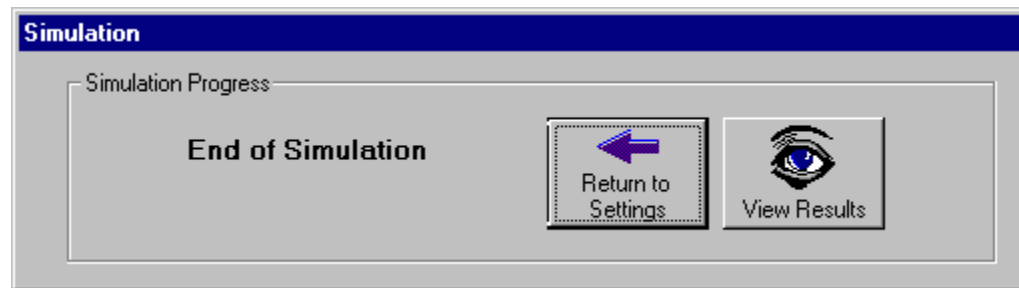 Simulation
Simulation Progress
End of Simulation
Return to
Settings
View Results